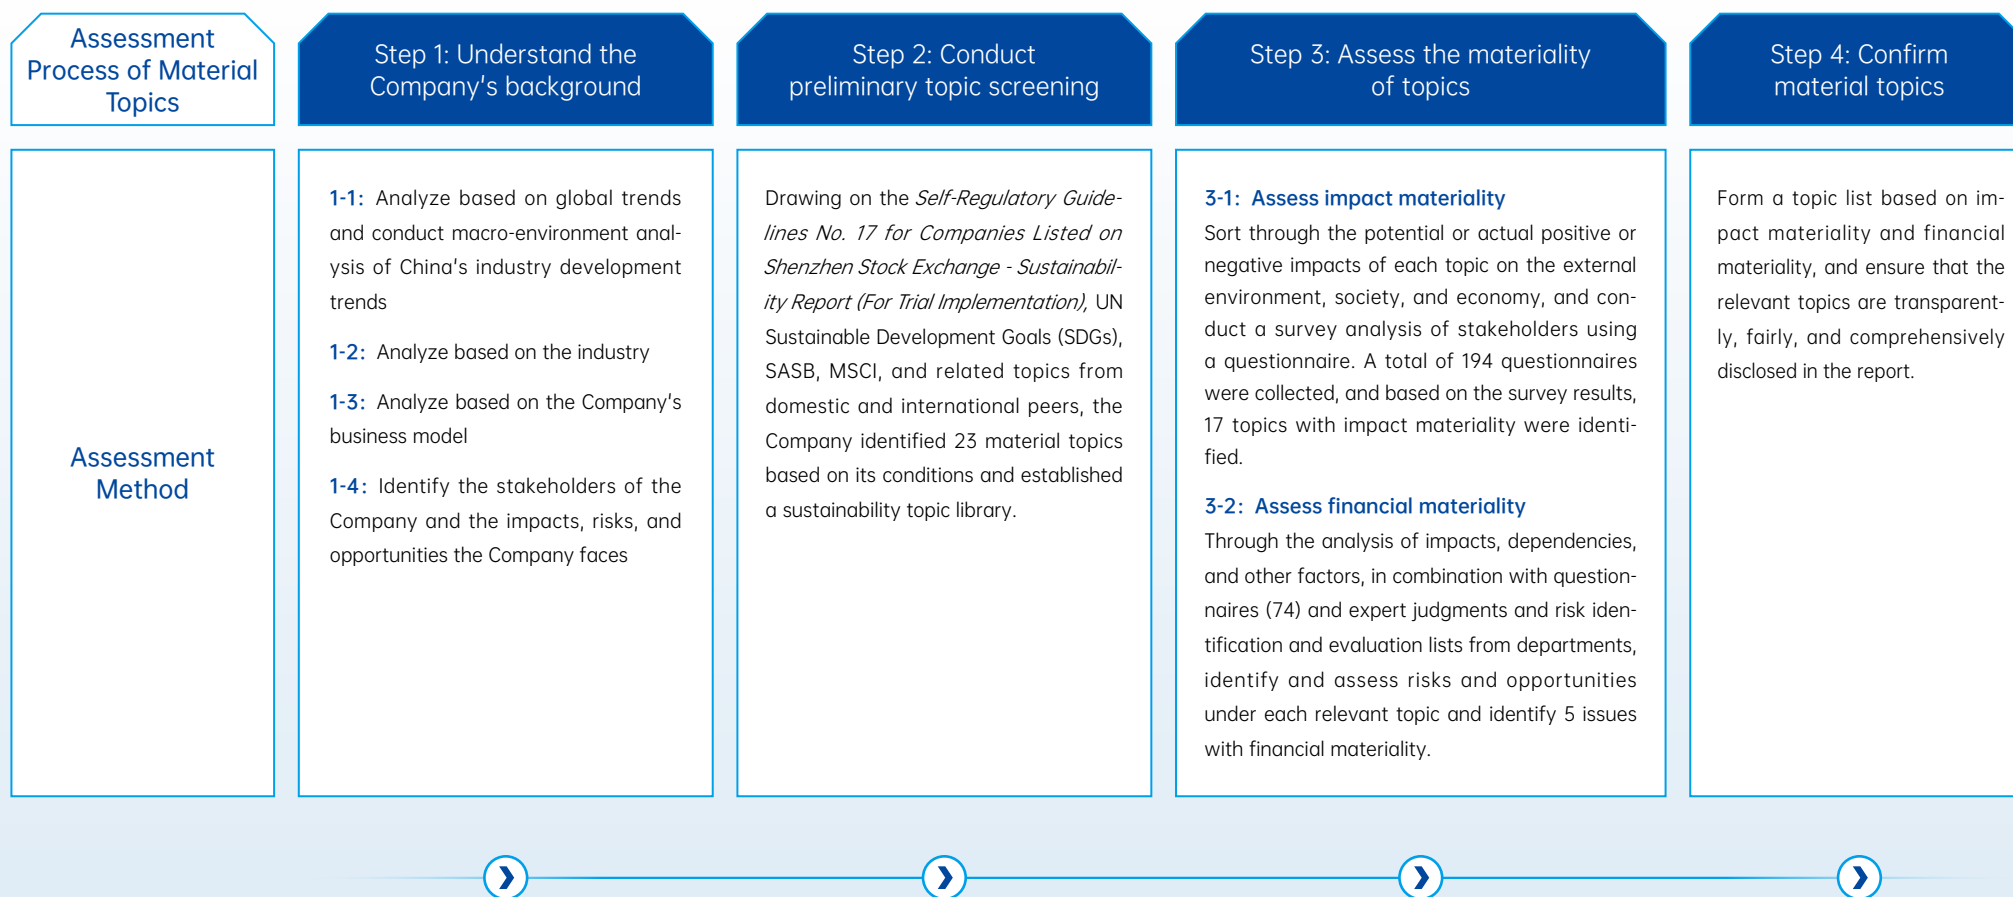 Assessment
Process of Material
Topics
Step 1: Understand the
Company's background
Step 2: Conduct
preliminary topic screening
Step 3: Assess the materiality
of topics
Step 4: Confirm
material topics
Assessment
Method
1-1: Analyze based on global trends
and conduct macro-environment anal-
ysis of China's industry development
trends
1-2: Analyze based on the industry
1-3: Analyze based on the Company's
business model
1-4: Identify the stakeholders of the
Company and the impacts, risks, and
opportunities the Company faces
Drawing on the Self-Regulatory Guide-
lines No. 17 for Companies Listed on
Shenzhen Stock Exchange - Sustainabil-
ity Report (For Trial Implementation), UN
Sustainable Development Goals (SDGs),
SASB, MSCI, and related topics from
domestic and international peers, the
Company identified 23 material topics
based on its conditions and established
a sustainability topic library.
3-1: Assess impact materiality
Sort through the potential or actual positive or
negative impacts of each topic on the external
environment, society, and economy, and con-
duct a survey analysis of stakeholders using
a questionnaire. A total of 194 questionnaires
were collected, and based on the survey results,
17 topics with impact materiality were identi-
fied.
3-2: Assess financial materiality
Through the analysis of impacts, dependencies,
and other factors, in combination with question-
naires (74) and expert judgments and risk iden-
tification and evaluation lists from departments,
identify and assess risks and opportunities
under each relevant topic and identify 5 issues
with financial materiality.
Form a topic list based on im-
pact materiality and financial
materiality, and ensure that the
relevant topics are transparent-
ly, fairly, and comprehensively
disclosed in the report.